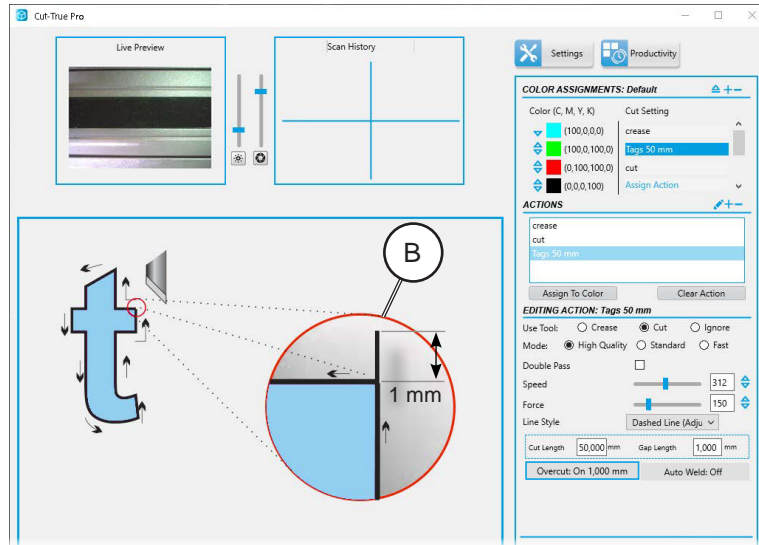 Cut-True Pro
Live Preview
Scan History
Settings
Productivity
COLOR ASSIGNMENTS: Default
Color (C, M, Y, K) Cut Setting
(100,0,0,0) crease
(100,0,100,0) Tags 50 mm
(0,100,100,0) cut
(0,0,0,100) Assign Action
ACTIONS
crease
cut
Tags 50 mm
Assign To Color Clear Action
EDITING ACTION: Tags 50 mm
Use Tool: Crease Cut Ignore
Mode: High Quality Standard Fast
Double Pass
Speed 312
Force 150
Line Style Dashed Line (Adju
Cut Length 50,000 mm Gap Length 1,000 mm
Overcut: On 1,000 mm Auto Weld: Off
B
1 mm
t